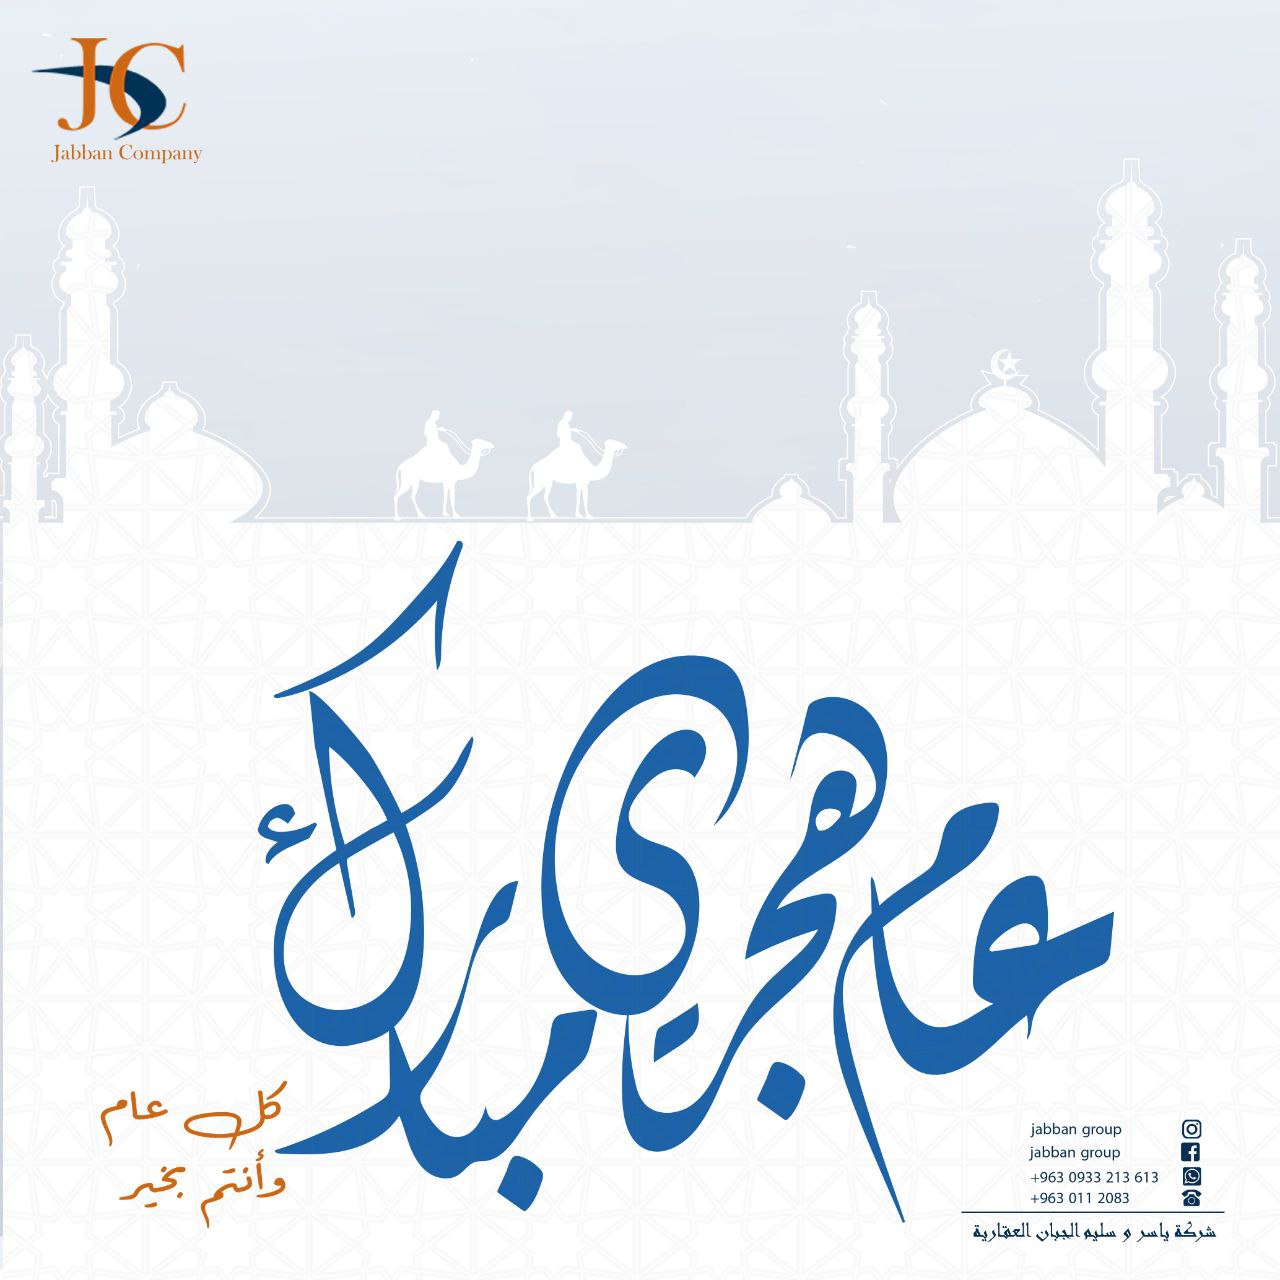 JSC
Jabban Company
عام هجري مبارك
كل عام
وأنتم بخير
jabban group
jabban group
+963 0933 213 613
+963 011 2083
شركة ياسر و سليم الجبان العقارية